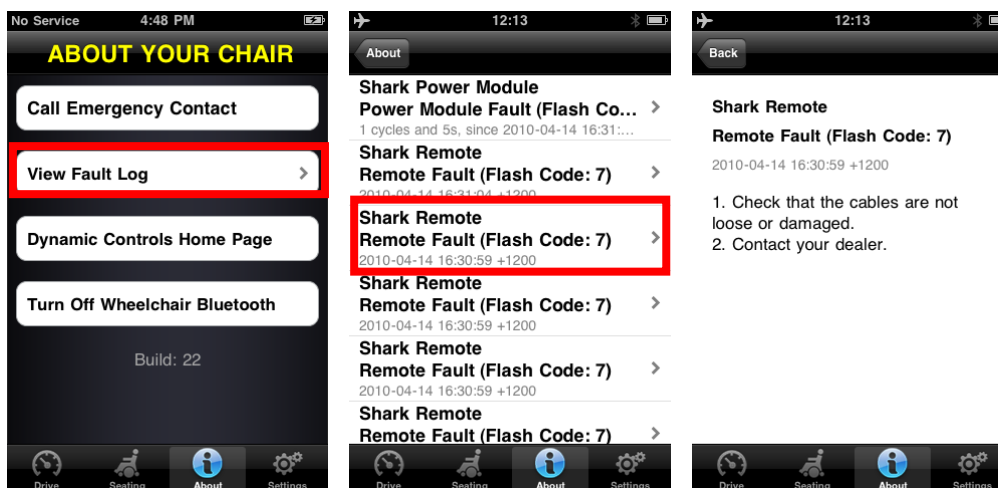 No Service 4:48 PM
ABOUT YOUR CHAIR
Call Emergency Contact
View Fault Log
Dynamic Controls Home Page
Turn Off Wheelchair Bluetooth
Build: 22
Drive Seating About Settings
12:13
About
Shark Power Module
Power Module Fault (Flash Co...
1 cycles and 5s, since 2010-04-14 16:31:...
Shark Remote
Remote Fault (Flash Code: 7)
2010-04-14 16:31:04 +1200
Shark Remote
Remote Fault (Flash Code: 7)
2010-04-14 16:30:59 +1200
Shark Remote
Remote Fault (Flash Code: 7)
2010-04-14 16:30:59 +1200
Shark Remote
Remote Fault (Flash Code: 7)
2010-04-14 16:30:59 +1200
Shark Remote
Remote Fault (Flash Code: 7)
Drive Seating About Settings
12:13
Back
Shark Remote
Remote Fault (Flash Code: 7)
2010-04-14 16:30:59 +1200
1. Check that the cables are not
loose or damaged.
2. Contact your dealer.
Drive Seating About Settings